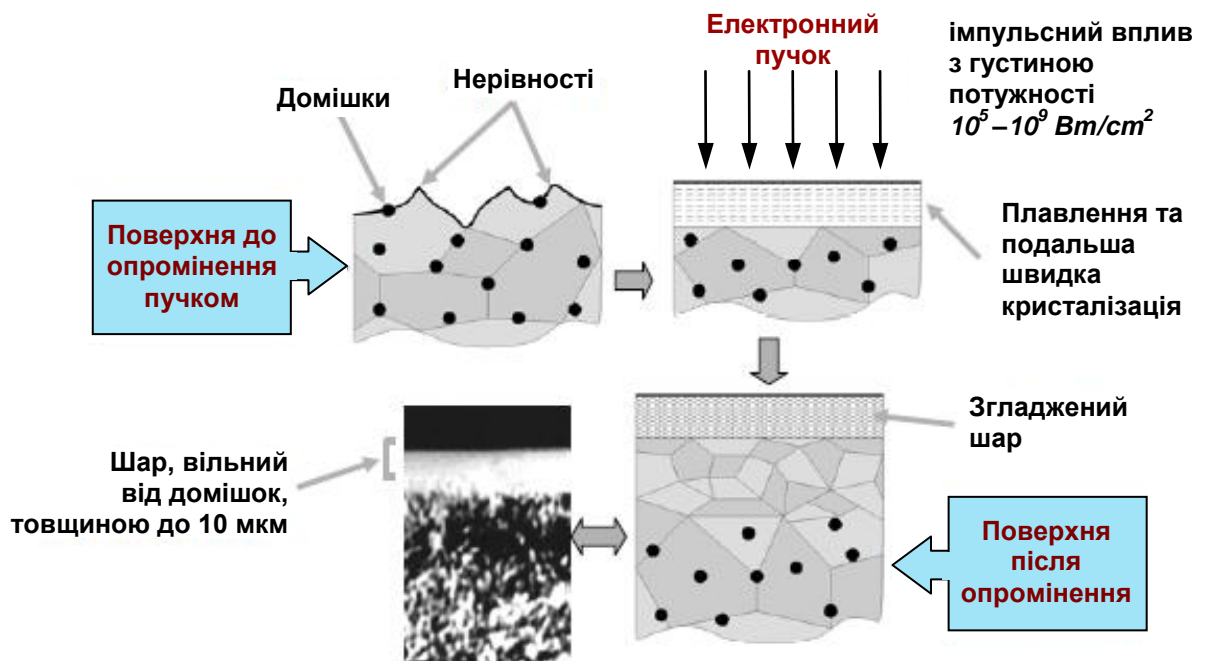 Електронний
пучок
імпульсний вплив
з густиною
потужності
10⁵ – 10⁹ Вт/см²
Домішки
Нерівності
Поверхня до
опромінення
пучком
Плавлення та
подальша
швидка
кристалізація
Згладжений
шар
Шар, вільний
від домішок,
товщиною до 10 мкм
Поверхня
після
опромінення